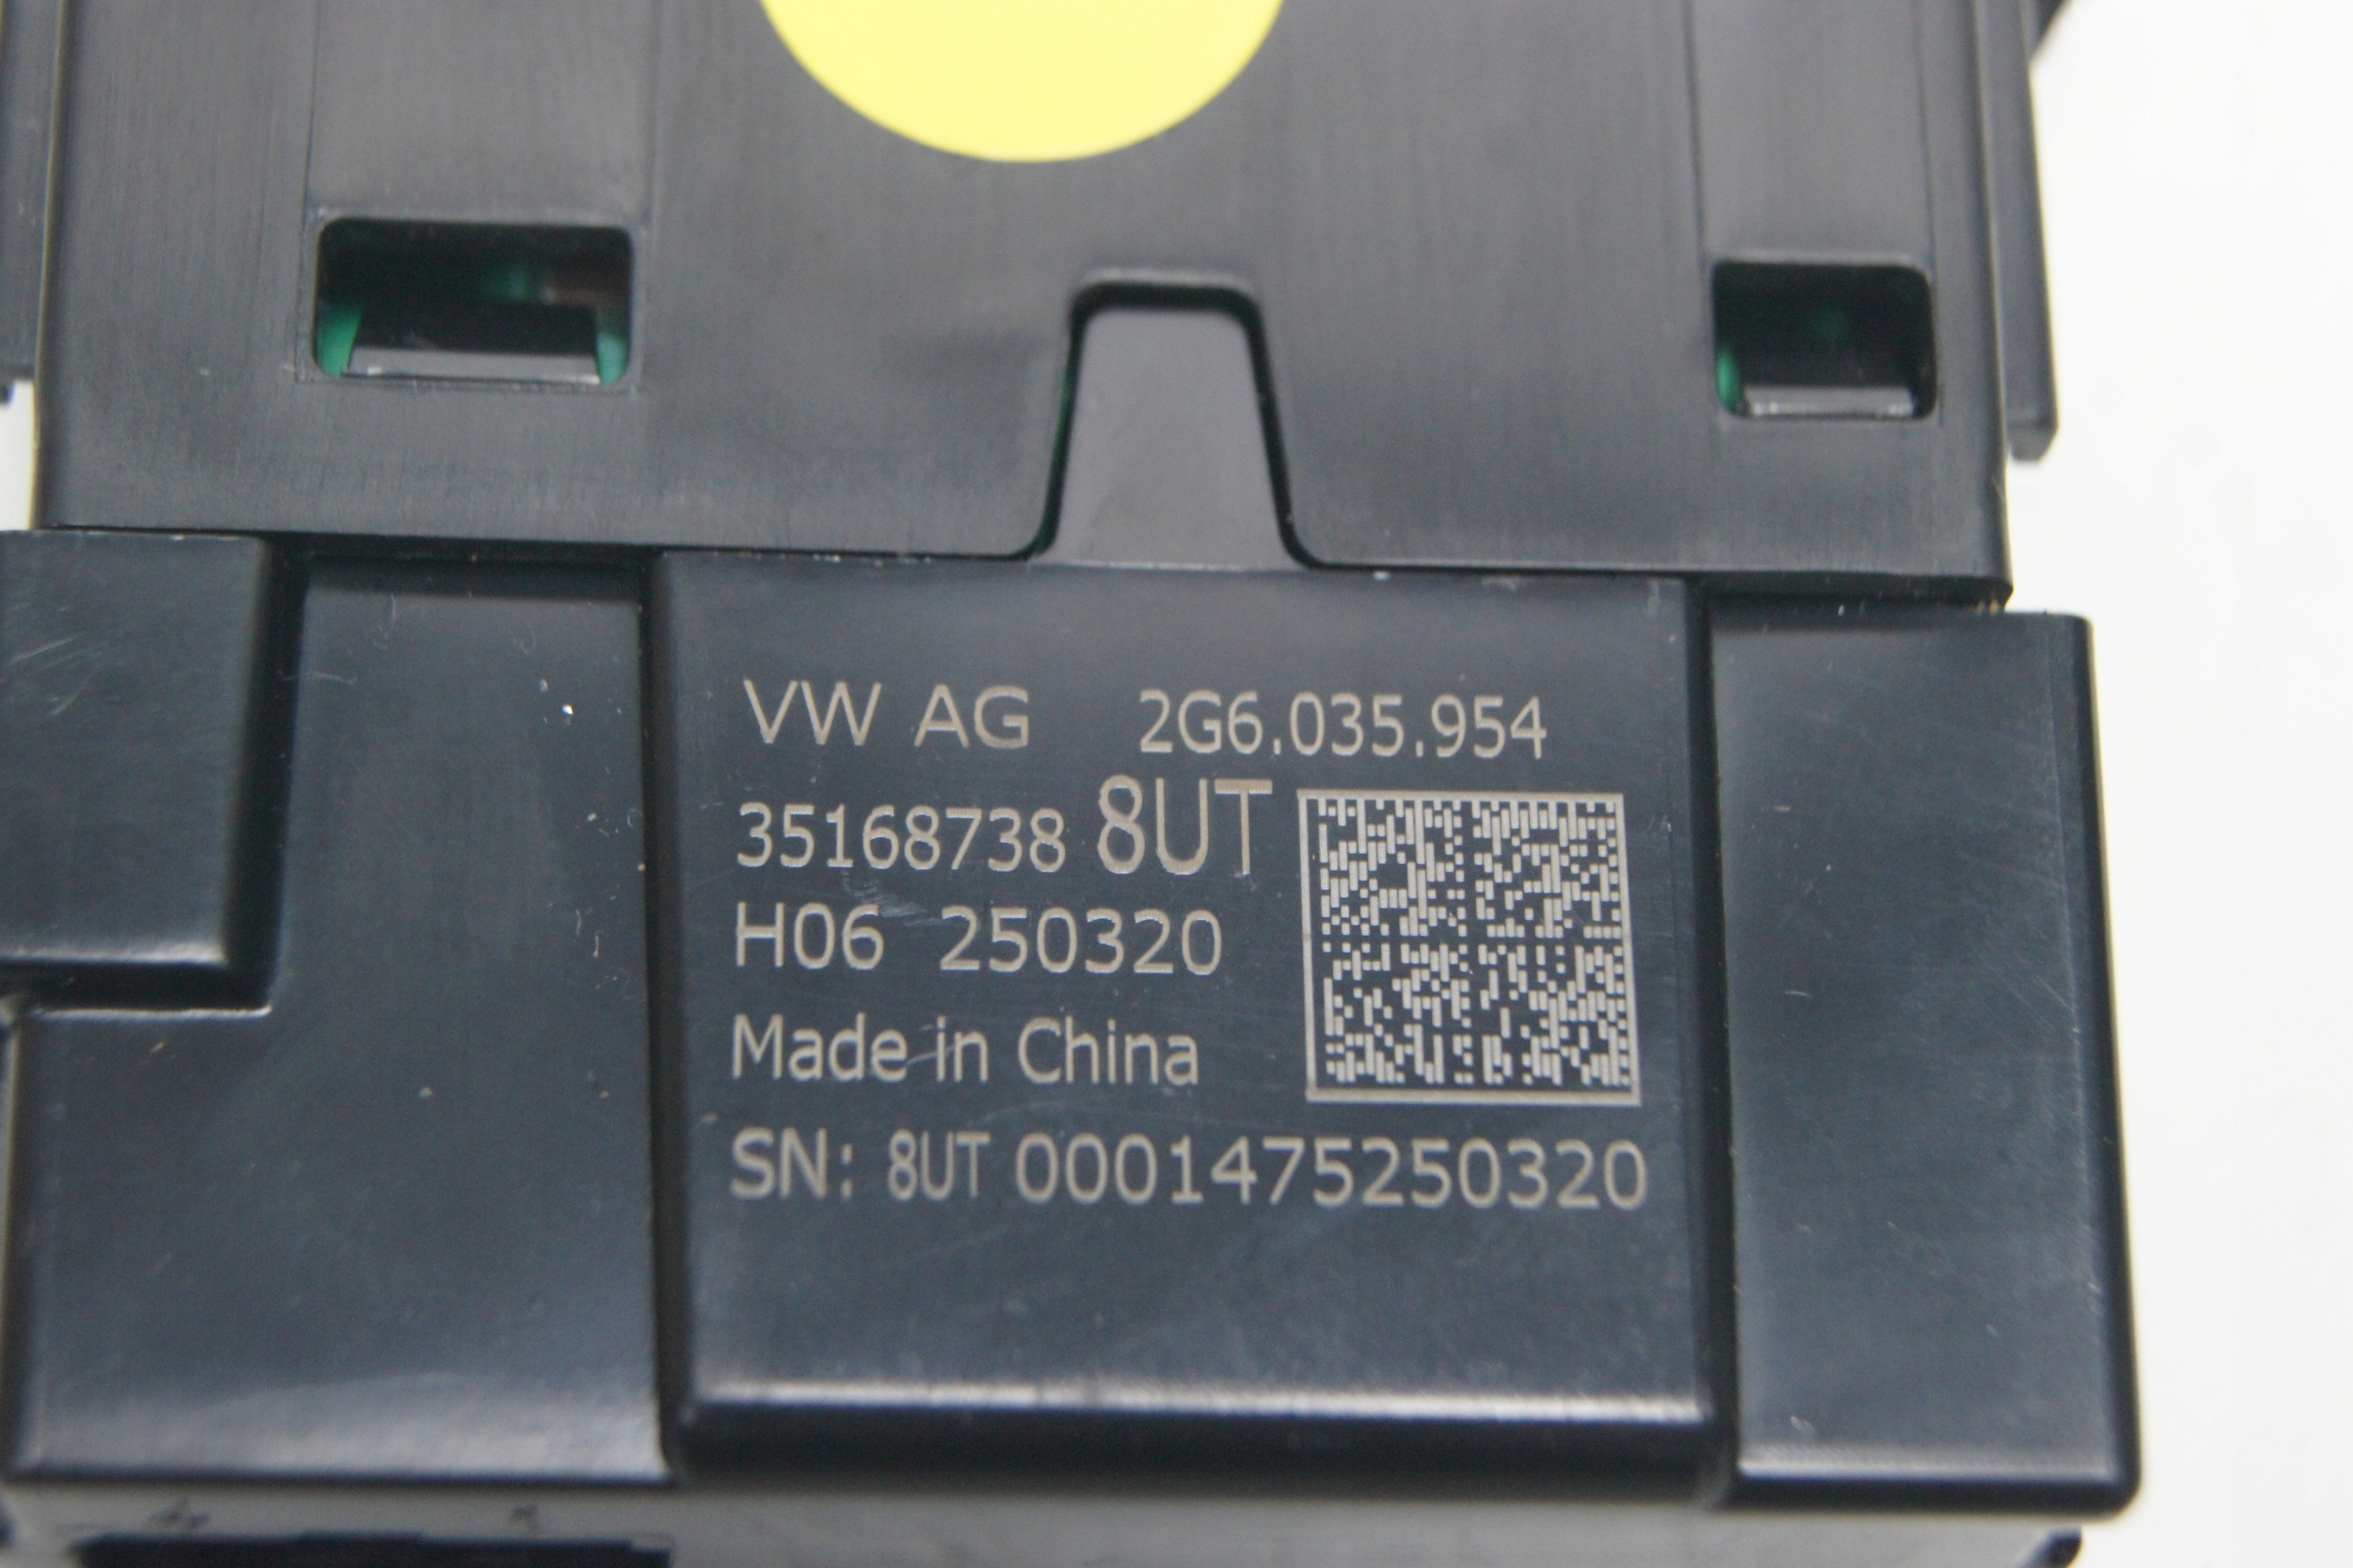 VW AG 2G6.035.954
35168738 8UT
H06 250320
Made in China
SN: 8UT 0001475250320